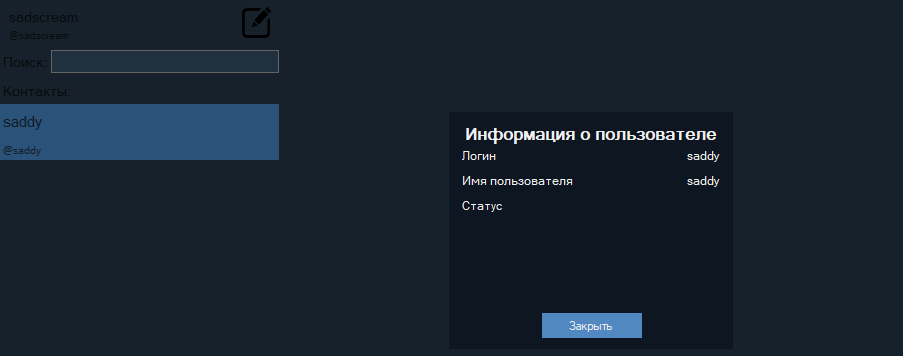 sadscream
@sadscream
Поиск:
Контакты:
saddy
@saddy
Информация о пользователе
Логин saddy
Имя пользователя saddy
Статус
Закрыть